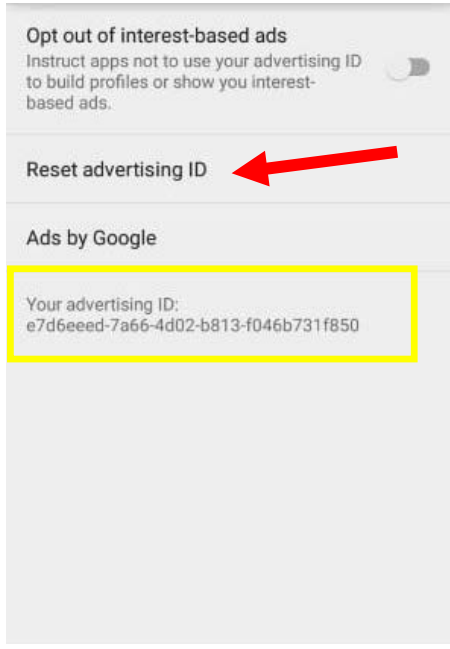 Opt out of interest-based ads
Instruct apps not to use your advertising ID
to build profiles or show you interest-
based ads.
Reset advertising ID
Ads by Google
Your advertising ID:
e7d6eeed-7a66-4d02-b813-f046b731f850